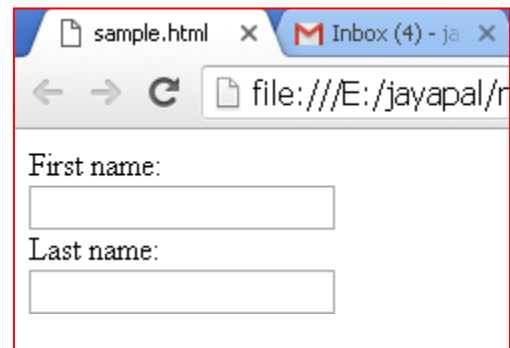 sample.html
Inbox (4) - ja
file:///E:/jayapal/r
First name:
Last name: